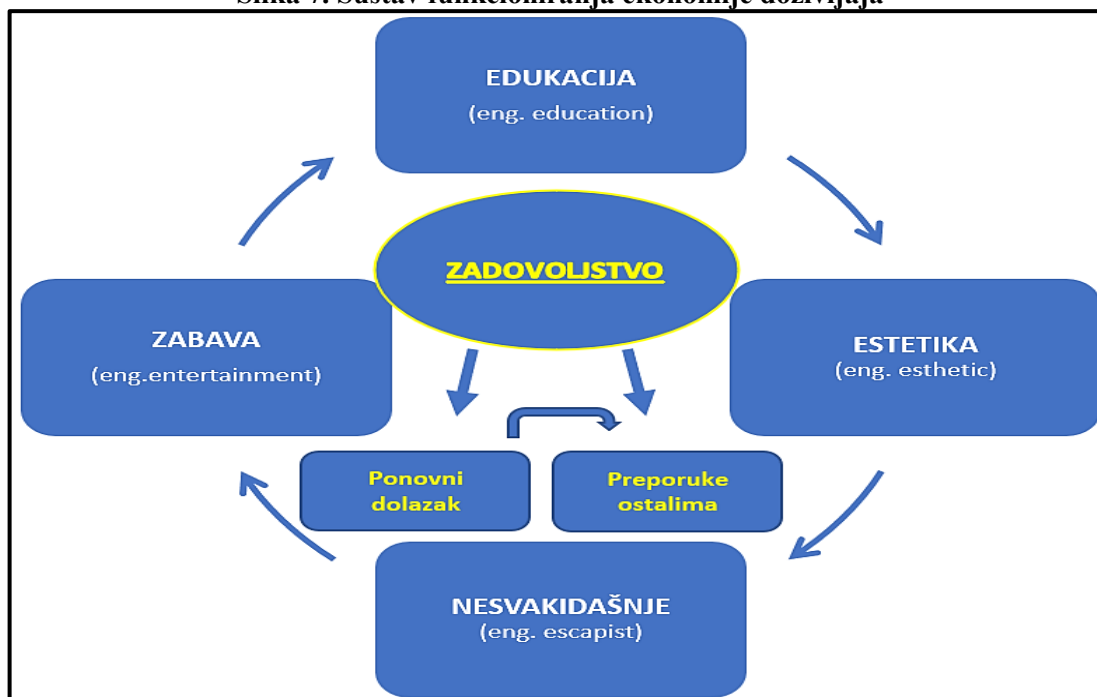 Slika 7. Sustav funkcioniranja ekonomije doživljaja
EDUKACIJA
(eng. education)
ZADOVOLJSTVO
ZABAVA
(eng.entertainment)
ESTETIKA
(eng. esthetic)
Ponovni
dolazak
Preporuke
ostalima
NESVAKIDAŠNJE
(eng. escapist)